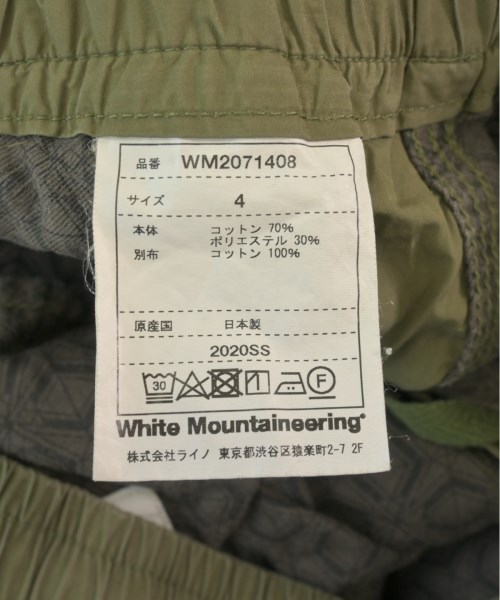 品番 WM2071408
サイズ 4
本体 コットン 70%
ポリエステル 30%
別布 コットン 100%
原産国 日本製
2020SS
30 F
White Mountaineering®
株式会社ライノ 東京都渋谷区猿楽町2-7 2F